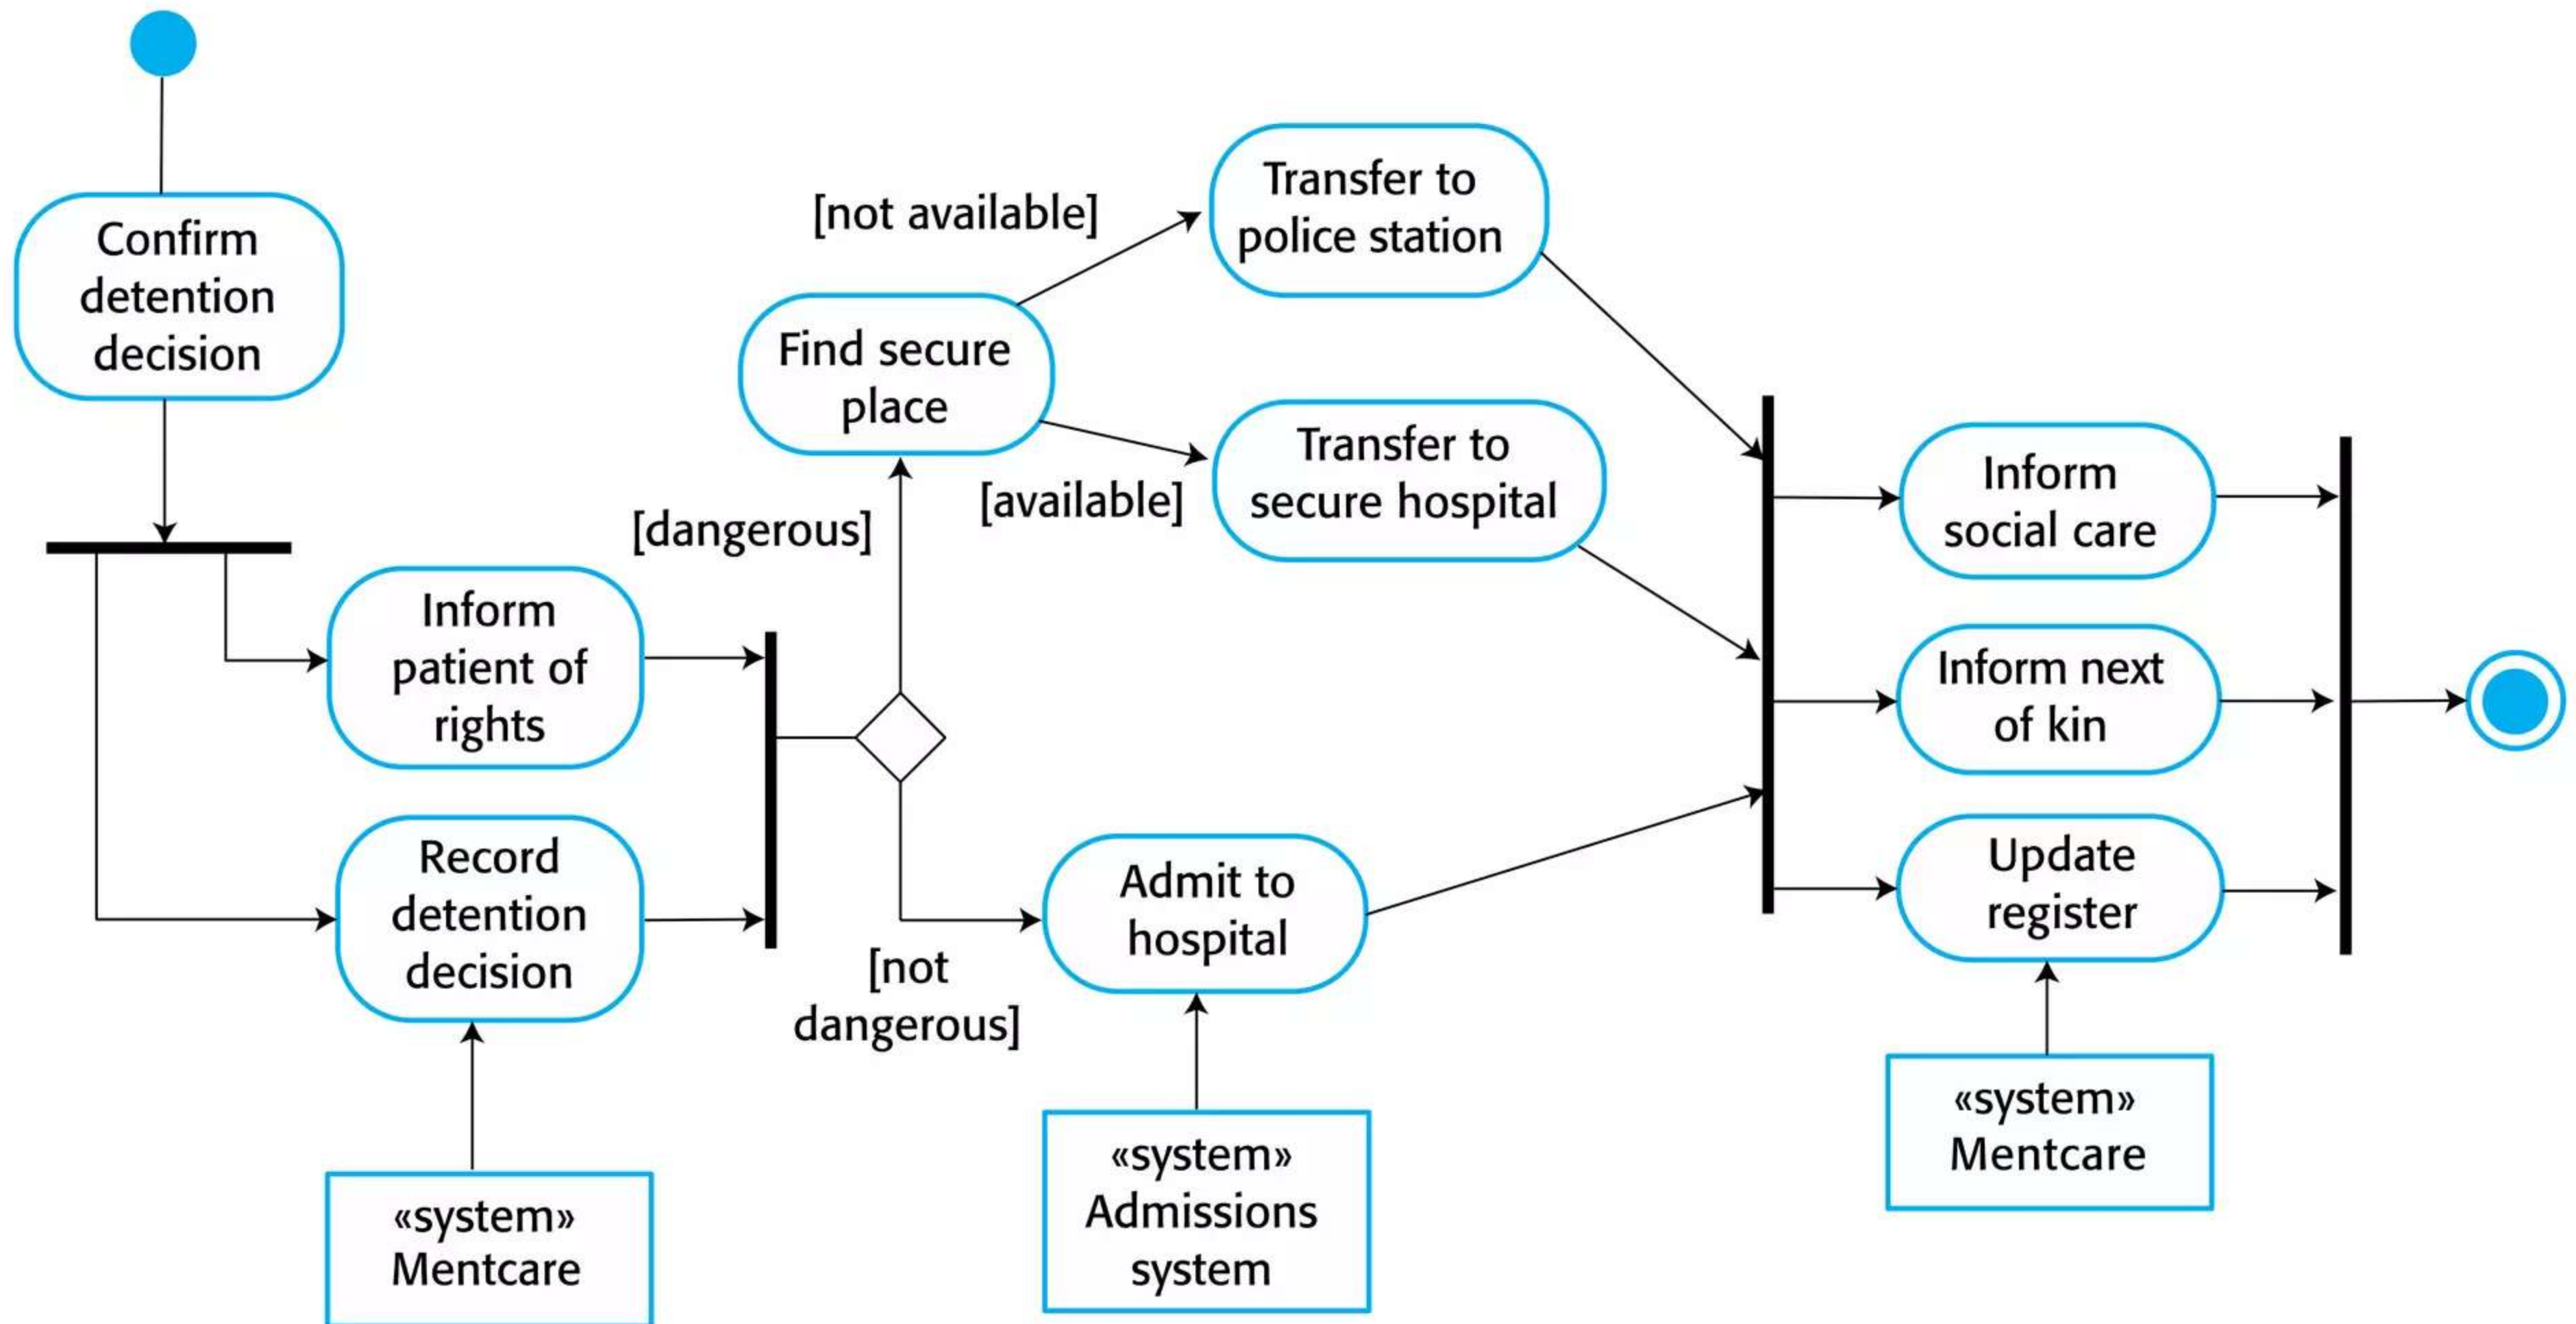 Confirm
detention
decision
Inform
patient of
rights
Record
detention
decision
«system»
Mentcare
[dangerous]
[not
dangerous]
Find secure
place
[not available]
[available]
Transfer to
police station
Transfer to
secure hospital
Admit to
hospital
«system»
Admissions
system
Inform
social care
Inform next
of kin
Update
register
«system»
Mentcare